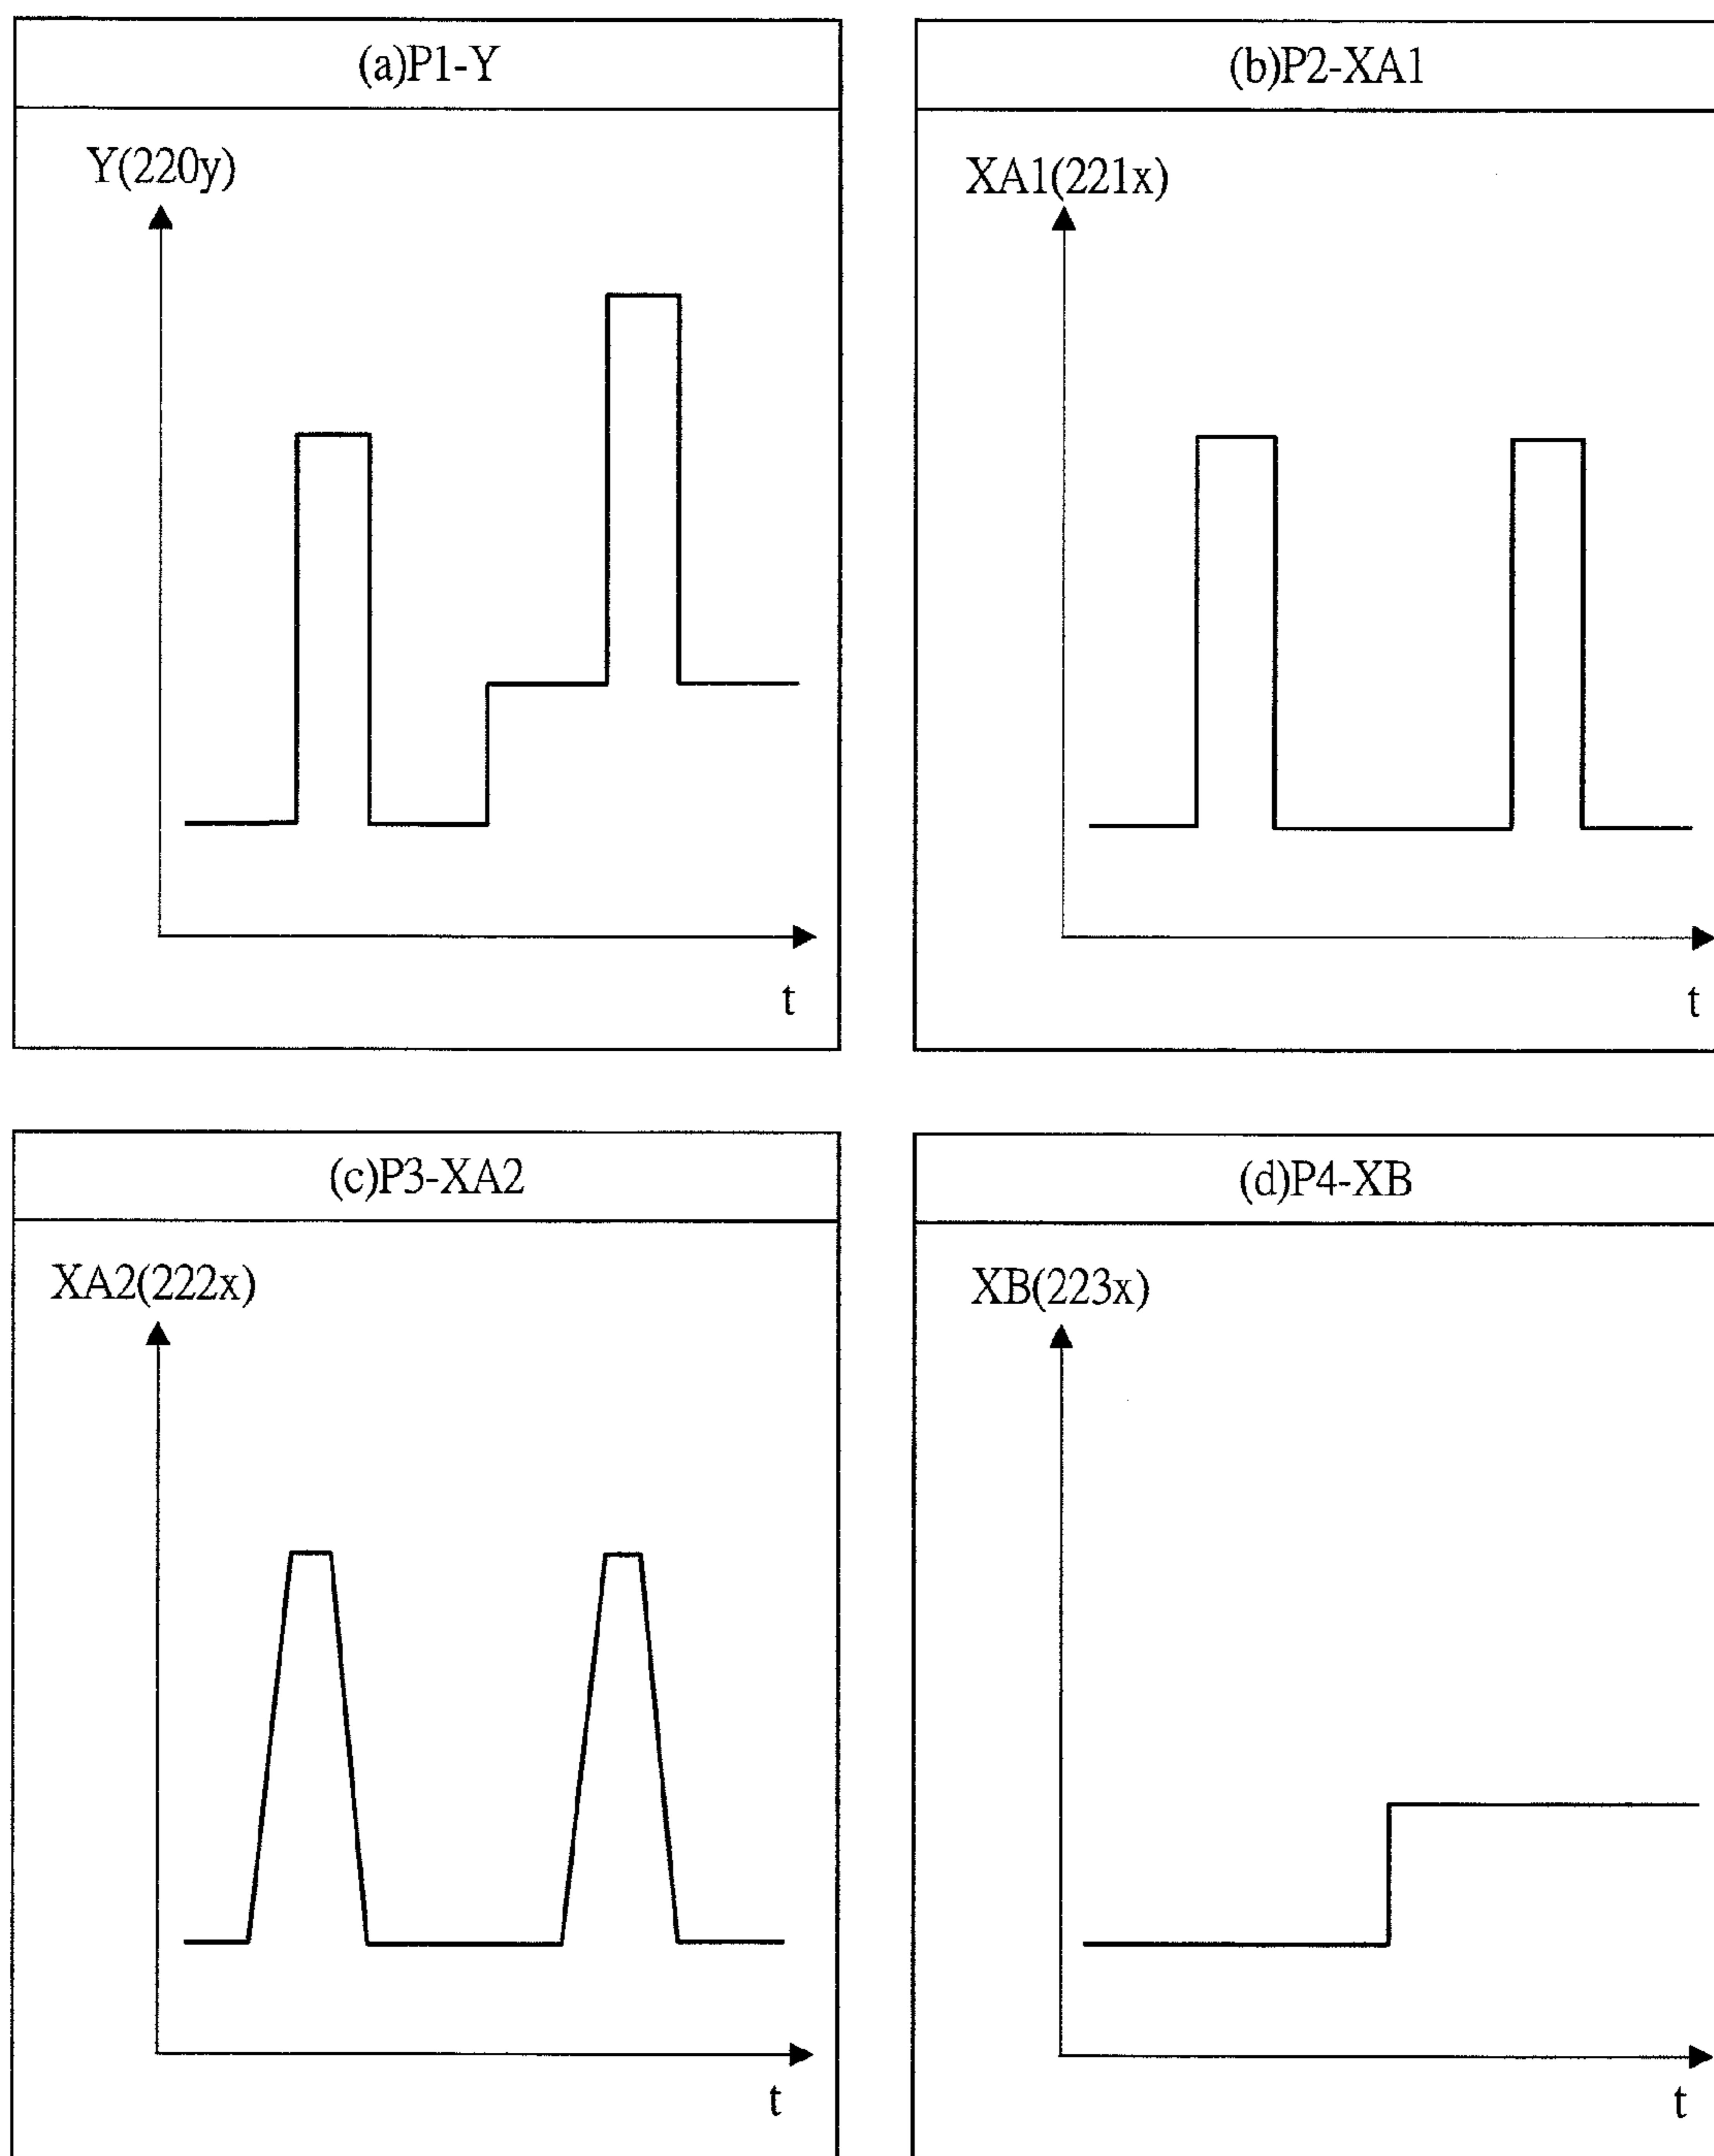 (a)P1-Y
Y(220y)
t
(b)P2-XA1
XA1(221x)
t
(c)P3-XA2
XA2(222x)
t
(d)P4-XB
XB(223x)
t